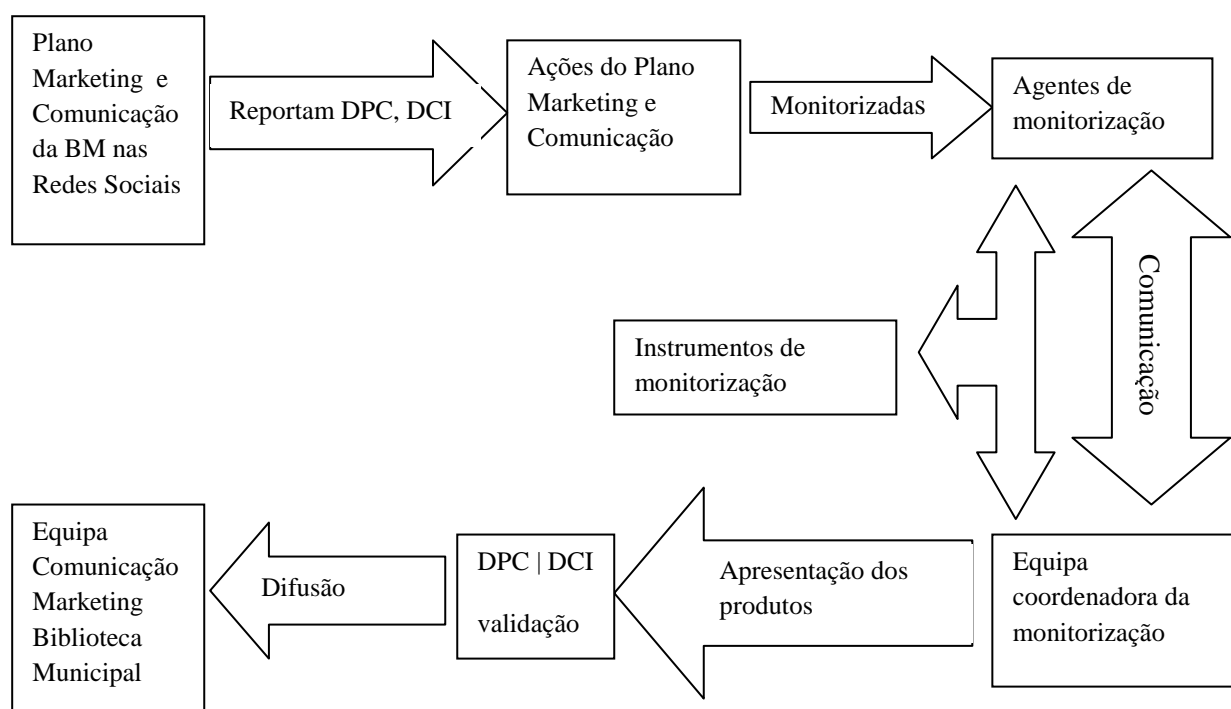 Plano
Marketing e
Comunicação
da BM nas
Redes Sociais
Reportam DPC, DCI
Ações do Plano
Marketing e
Comunicação
Monitorizadas
Agentes de
monitorização
Comunicação
Instrumentos de
monitorização
Equipa
coordenadora da
monitorização
Apresentação dos
produtos
DPC | DCI
validação
Difusão
Equipa
Comunicação
Marketing
Biblioteca
Municipal